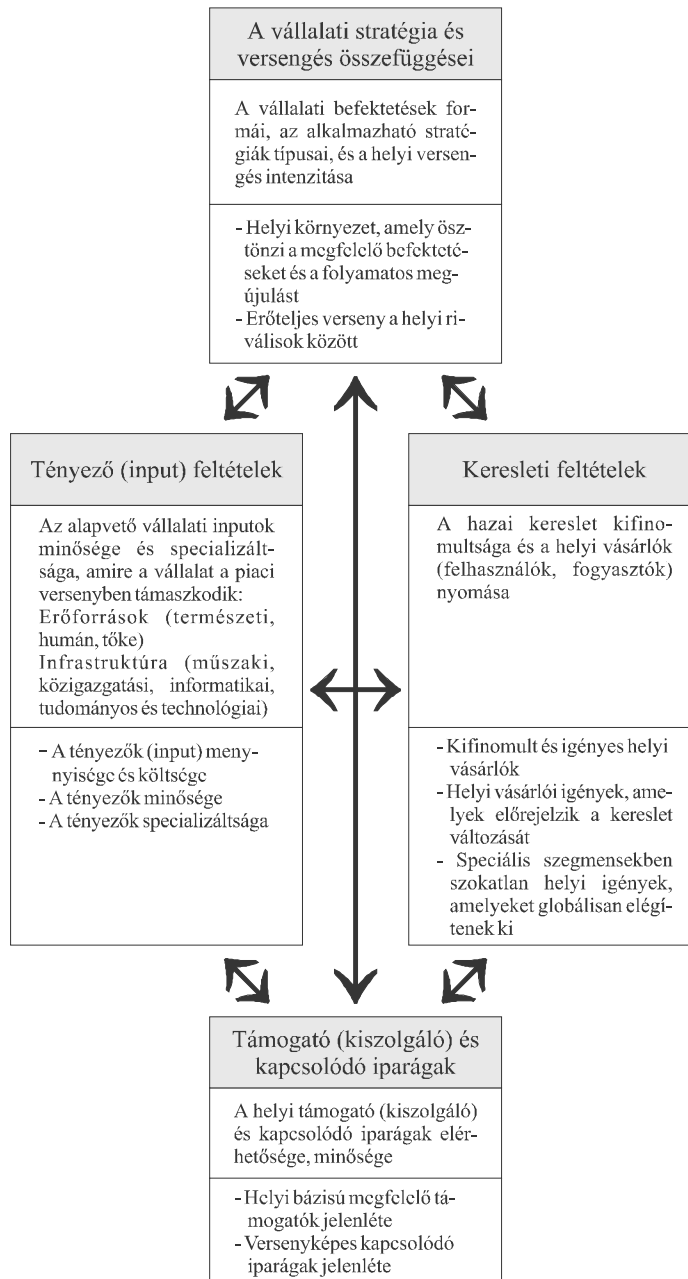 A vállalati stratégia és
versengés összefüggései
A vállalati befektetések for-
mái, az alkalmazható straté-
giák típusai, és a helyi versen-
gés intenzitása
- Helyi környezet, amely ösz-
tönzi a megfelelő befekteté-
seket és a folyamatos meg-
újulást
- Erőteljes verseny a helyi ri-
válisok között
Tényező (input) feltételek
Az alapvető vállalati inputok
minősége és specializált-
sága, amire a vállalat a piaci
versenyben támaszkodik:
Erőforrások (természeti,
humán, tőke)
Infrastruktúra (műszaki,
közigazgatási, informatikai,
tudományos és technológiai)
- A tényezők (input) meny-
nyisége és költsége
- A tényezők minősége
- A tényezők specializáltsága
Keresleti feltételek
A hazai kereslet kifino-
multsága és a helyi vásárlók
(felhasználók, fogyasztók)
nyomása
- Kifinomult és igényes helyi
vásárlók
- Helyi vásárlói igények, ame-
lyek előrejelzik a kereslet
változását
- Speciális szegmensekben
szokatlan helyi igények,
amelyeket globálisan elégí-
tenek ki
Támogató (kiszolgáló) és
kapcsolódó iparágak
A helyi támogató (kiszolgáló)
és kapcsolódó iparágak elér-
hetősége, minősége
- Helyi bázisú megfelelő tá-
mogatók jelenléte
- Versenyképes kapcsolódó
iparágak jelenléte